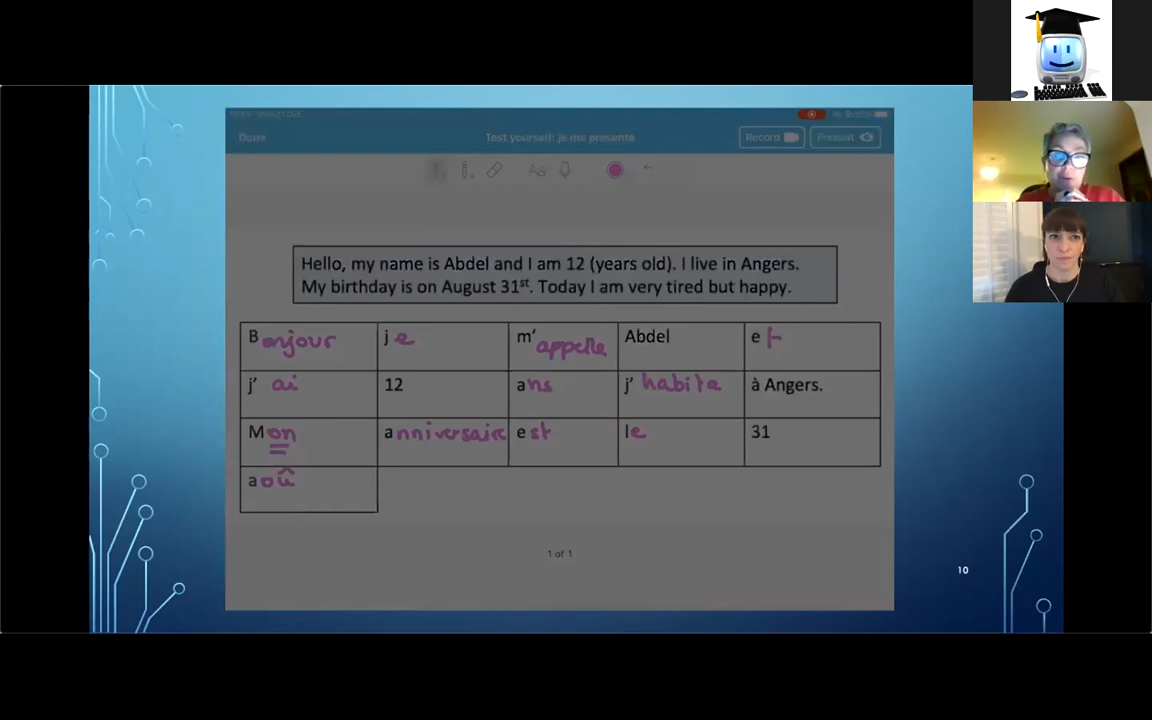 Done
Test yourself: je me presente
Record
Present
Hello, my name is Abdel and I am 12 (years old). I live in Angers.
My birthday is on August 31st. Today I am very tired but happy.
Bonjour je m'appelle Abdel et
j' ai 12 ans j' habite à Angers.
Mon anniversaire est le 31
aoû
1 of 1
10